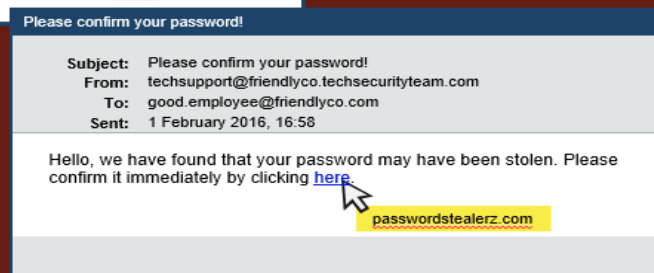 Please confirm your password!
Subject: Please confirm your password!
From: techsupport@friendlyco.techsecurityteam.com
To: good.employee@friendlyco.com
Sent: 1 February 2016, 16:58
Hello, we have found that your password may have been stolen. Please
confirm it immediately by clicking here.
passwordstealerz.com